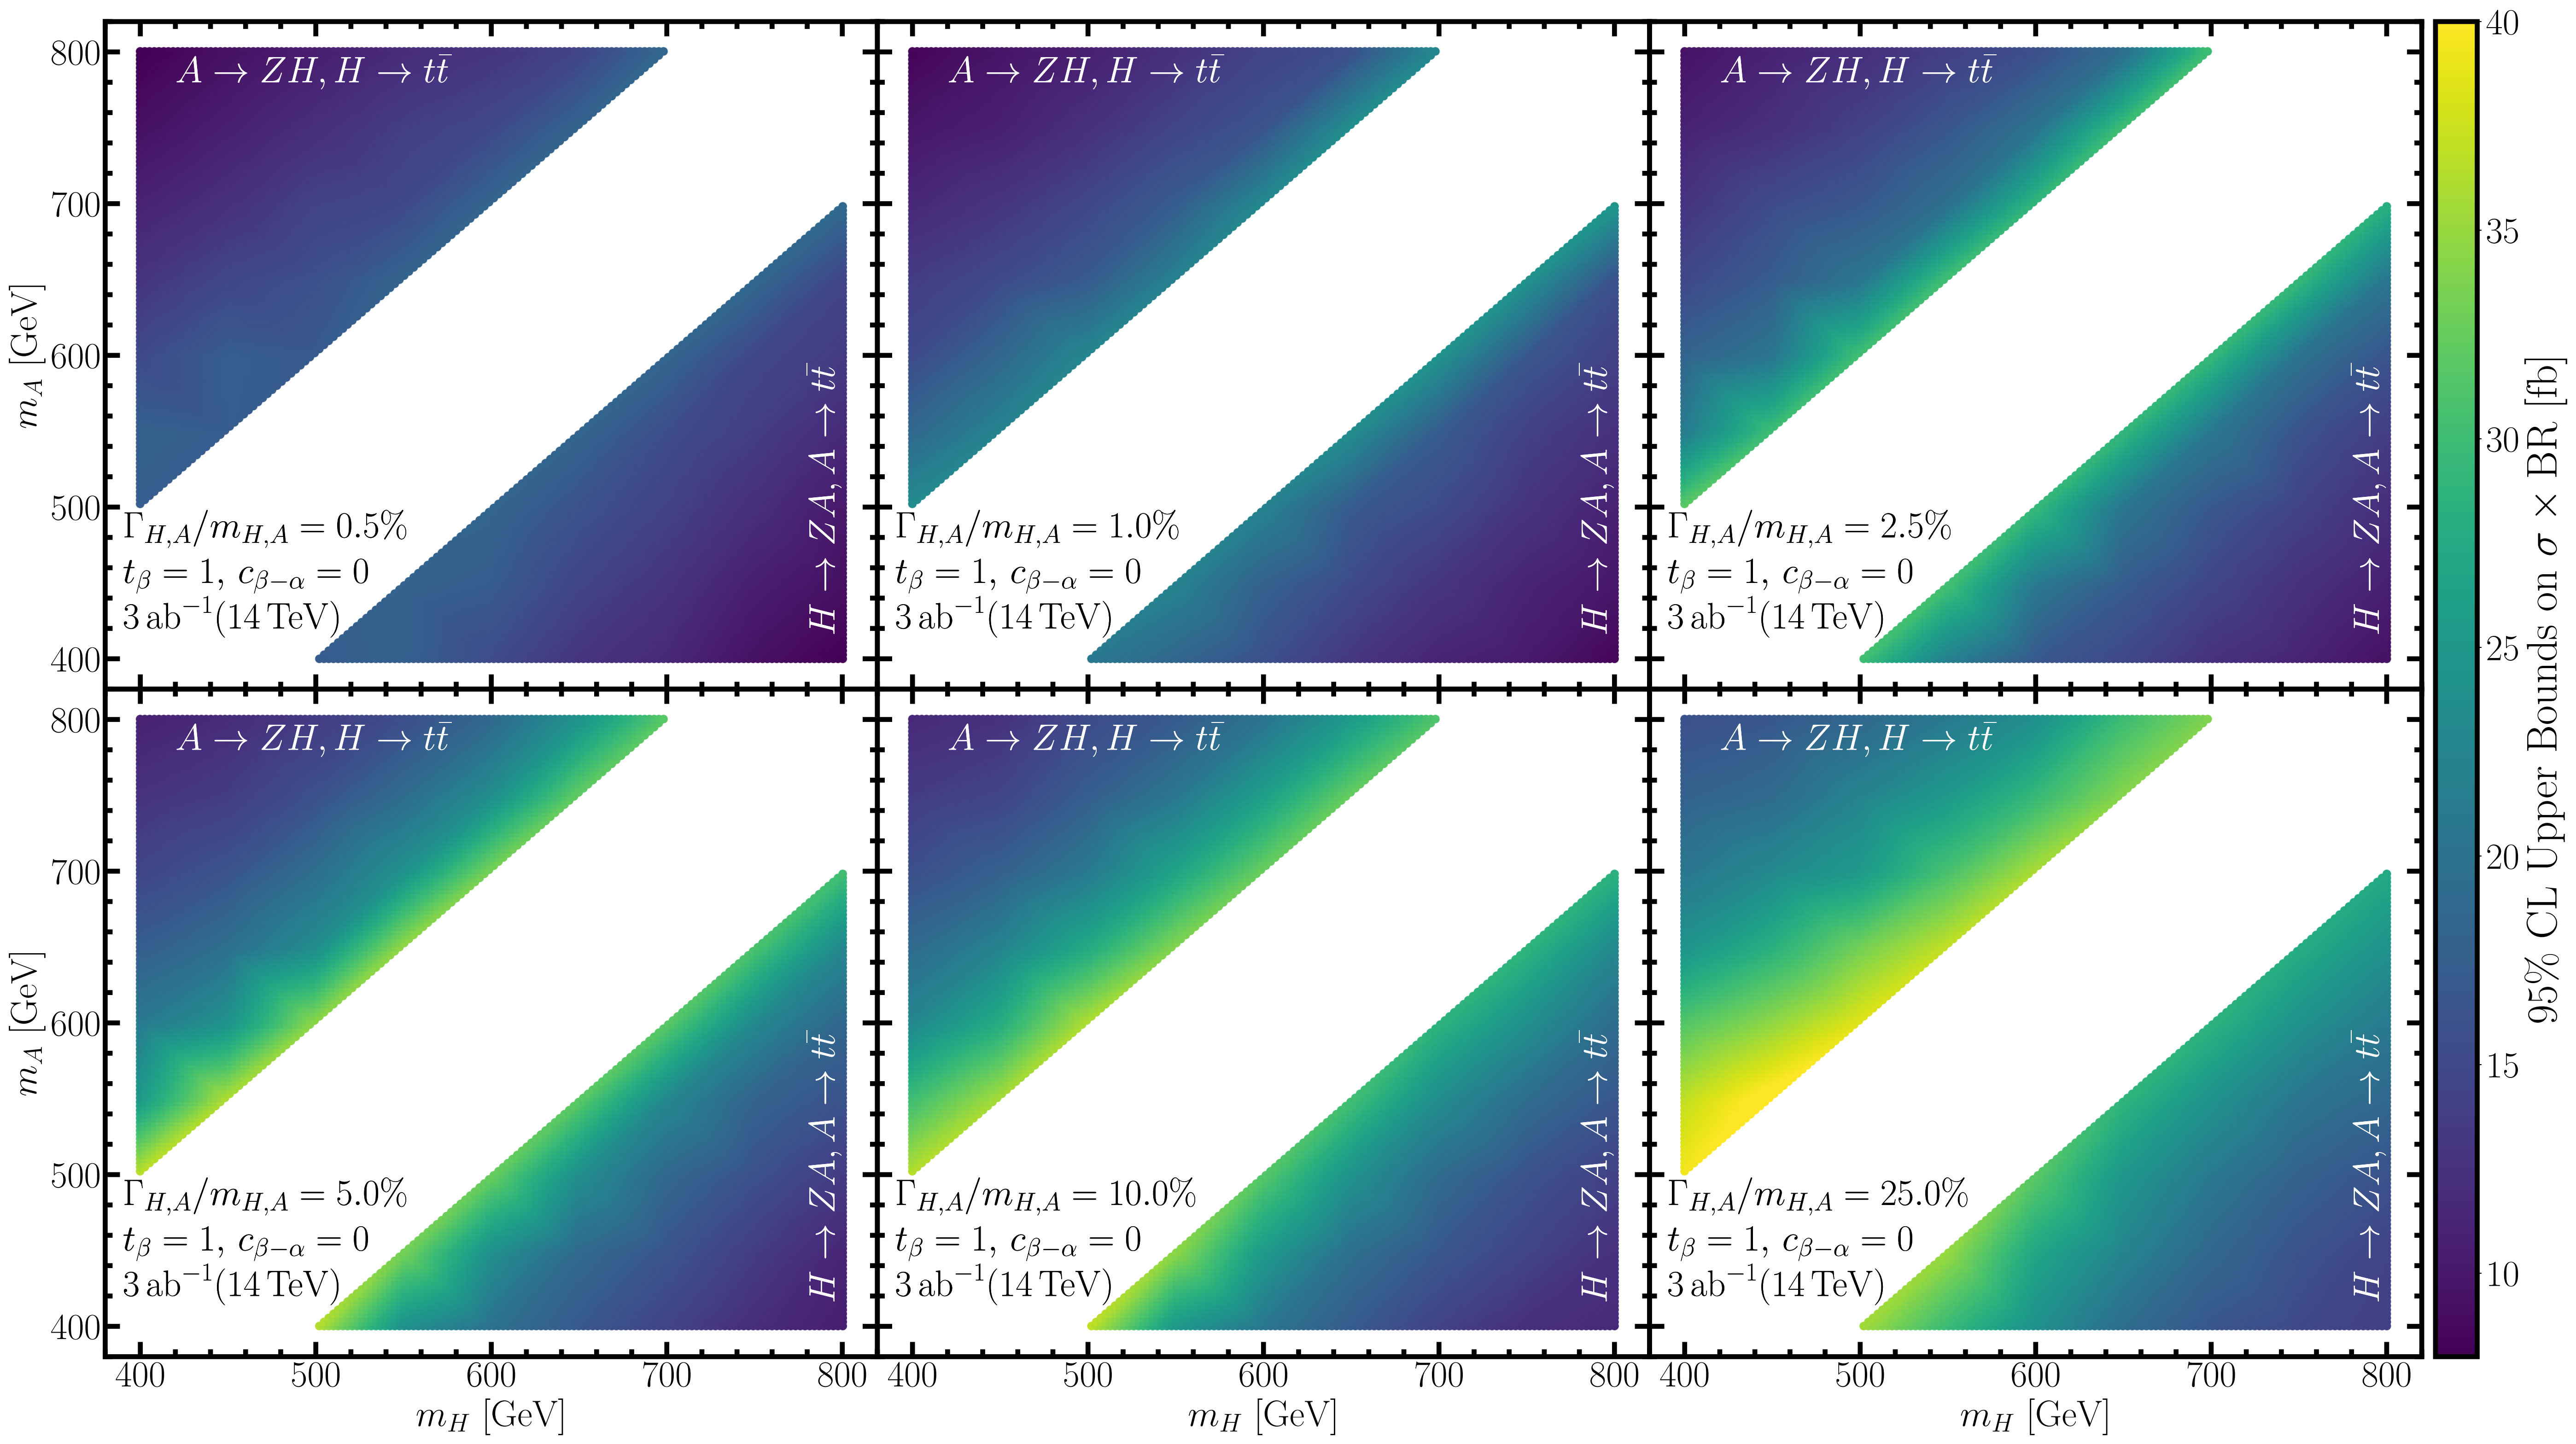 800
700
600
500
400
m_A [GeV]
A → ZH, H → tt̄
H → ZA, A → tt̄
Γ_{H,A}/m_{H,A} = 0.5%
t_β = 1, c_{β−α} = 0
3 ab⁻¹(14 TeV)
A → ZH, H → tt̄
H → ZA, A → tt̄
Γ_{H,A}/m_{H,A} = 1.0%
t_β = 1, c_{β−α} = 0
3 ab⁻¹(14 TeV)
A → ZH, H → tt̄
H → ZA, A → tt̄
Γ_{H,A}/m_{H,A} = 2.5%
t_β = 1, c_{β−α} = 0
3 ab⁻¹(14 TeV)
800
700
600
500
400
m_A [GeV]
A → ZH, H → tt̄
H → ZA, A → tt̄
Γ_{H,A}/m_{H,A} = 5.0%
t_β = 1, c_{β−α} = 0
3 ab⁻¹(14 TeV)
A → ZH, H → tt̄
H → ZA, A → tt̄
Γ_{H,A}/m_{H,A} = 10.0%
t_β = 1, c_{β−α} = 0
3 ab⁻¹(14 TeV)
A → ZH, H → tt̄
H → ZA, A → tt̄
Γ_{H,A}/m_{H,A} = 25.0%
t_β = 1, c_{β−α} = 0
3 ab⁻¹(14 TeV)
400 500 600 700 800
400 500 600 700 800
400 500 600 700 800
m_H [GeV]
m_H [GeV]
m_H [GeV]
40
35
30
25
20
15
10
95% CL Upper Bounds on σ × BR [fb]